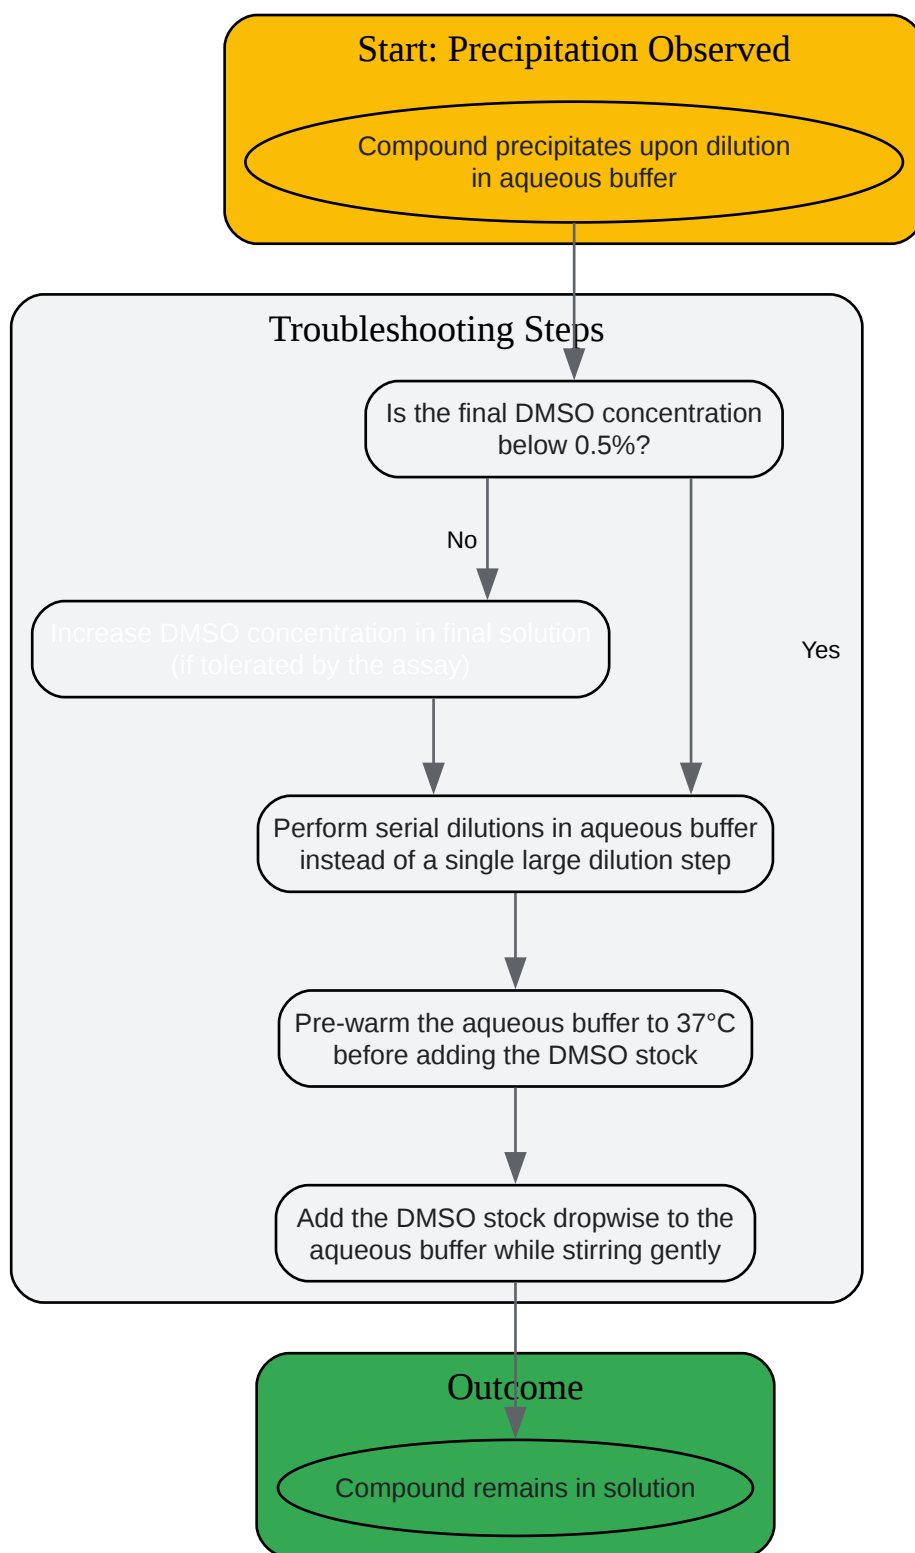 Start: Precipitation Observed
Compound precipitates upon dilution
in aqueous buffer
Troubleshooting Steps
Is the final DMSO concentration
below 0.5%?
No
Increase DMSO concentration in final solution
(if tolerated by the assay)
Yes
Perform serial dilutions in aqueous buffer
instead of a single large dilution step
Pre-warm the aqueous buffer to 37°C
before adding the DMSO stock
Add the DMSO stock dropwise to the
aqueous buffer while stirring gently
Outcome
Compound remains in solution